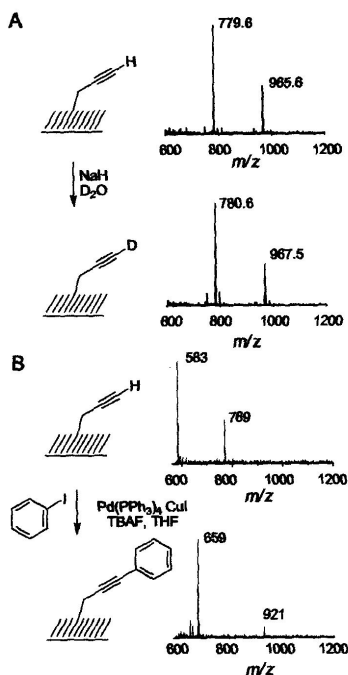 A
779.6
965.6
H
600 800 1000 1200
m/z
NaH
D2O
780.6
967.5
D
600 800 1000 1200
m/z
B
583
769
H
600 800 1000 1200
m/z
I
Pd(PPh3)4 CuI
TBAF, THF
659
921
600 800 1000 1200
m/z